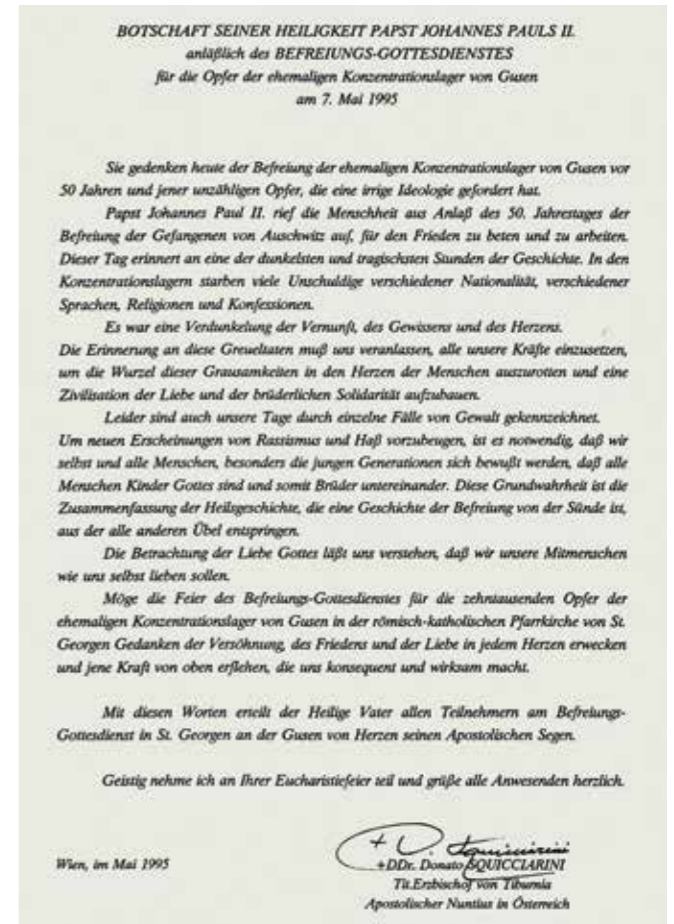 BOTSCHAFT SEINER HEILIGKEIT PAPST JOHANNES PAULS II.
anläßlich des BEFREIUNGS-GOTTESDIENSTES
für die Opfer der ehemaligen Konzentrationslager von Gusen
am 7. Mai 1995
Sie gedenken heute der Befreiung der ehemaligen Konzentrationslager von Gusen vor
50 Jahren und jener unzähligen Opfer, die eine irrige Ideologie gefordert hat.
Papst Johannes Paul II. rief die Menschheit aus Anlaß des 50. Jahrestages der
Befreiung der Gefangenen von Auschwitz auf, für den Frieden zu beten und zu arbeiten.
Dieser Tag erinnert an eine der dunkelsten und tragischsten Stunden der Geschichte. In den
Konzentrationslagern starben viele Unschuldige verschiedener Nationalität, verschiedener
Sprachen, Religionen und Konfessionen.
Es war eine Verdunkelung der Vernunft, des Gewissens und des Herzens.
Die Erinnerung an diese Greueltaten muß uns veranlassen, alle unsere Kräfte einzusetzen,
um die Wurzel dieser Grausamkeiten in den Herzen der Menschen auszurotten und eine
Zivilisation der Liebe und der brüderlichen Solidarität aufzubauen.
Leider sind auch unsere Tage durch einzelne Fälle von Gewalt gekennzeichnet.
Um neuen Erscheinungen von Rassismus und Haß vorzubeugen, ist es notwendig, daß wir
selbst und alle Menschen, besonders die jungen Generationen sich bewußt werden, daß alle
Menschen Kinder Gottes sind und somit Brüder untereinander. Diese Grundwahrheit ist die
Zusammenfassung der Heilsgeschichte, die eine Geschichte der Befreiung von der Sünde ist,
aus der alle anderen Übel entspringen.
Die Betrachtung der Liebe Gottes läßt uns verstehen, daß wir unsere Mitmenschen
wie uns selbst lieben sollen.
Möge die Feier des Befreiungs-Gottesdienstes für die zehntausenden Opfer der
ehemaligen Konzentrationslager von Gusen in der römisch-katholischen Pfarrkirche von St.
Georgen Gedanken der Versöhnung, des Friedens und der Liebe in jedem Herzen erwecken
und jene Kraft von oben erflehen, die uns konsequent und wirksam macht.
Mit diesen Worten erteilt der Heilige Vater allen Teilnehmern am Befreiungs-
Gottesdienst in St. Georgen an der Gusen von Herzen seinen Apostolischen Segen.
Geistig nehme ich an Ihrer Eucharistiefeier teil und grüße alle Anwesenden herzlich.
+ D. Squicciarini
Wien, im Mai 1995
+DDr. Donato SQUICCIARINI
Tit.Erzbischof von Tiburnia
Apostolischer Nuntius in Österreich